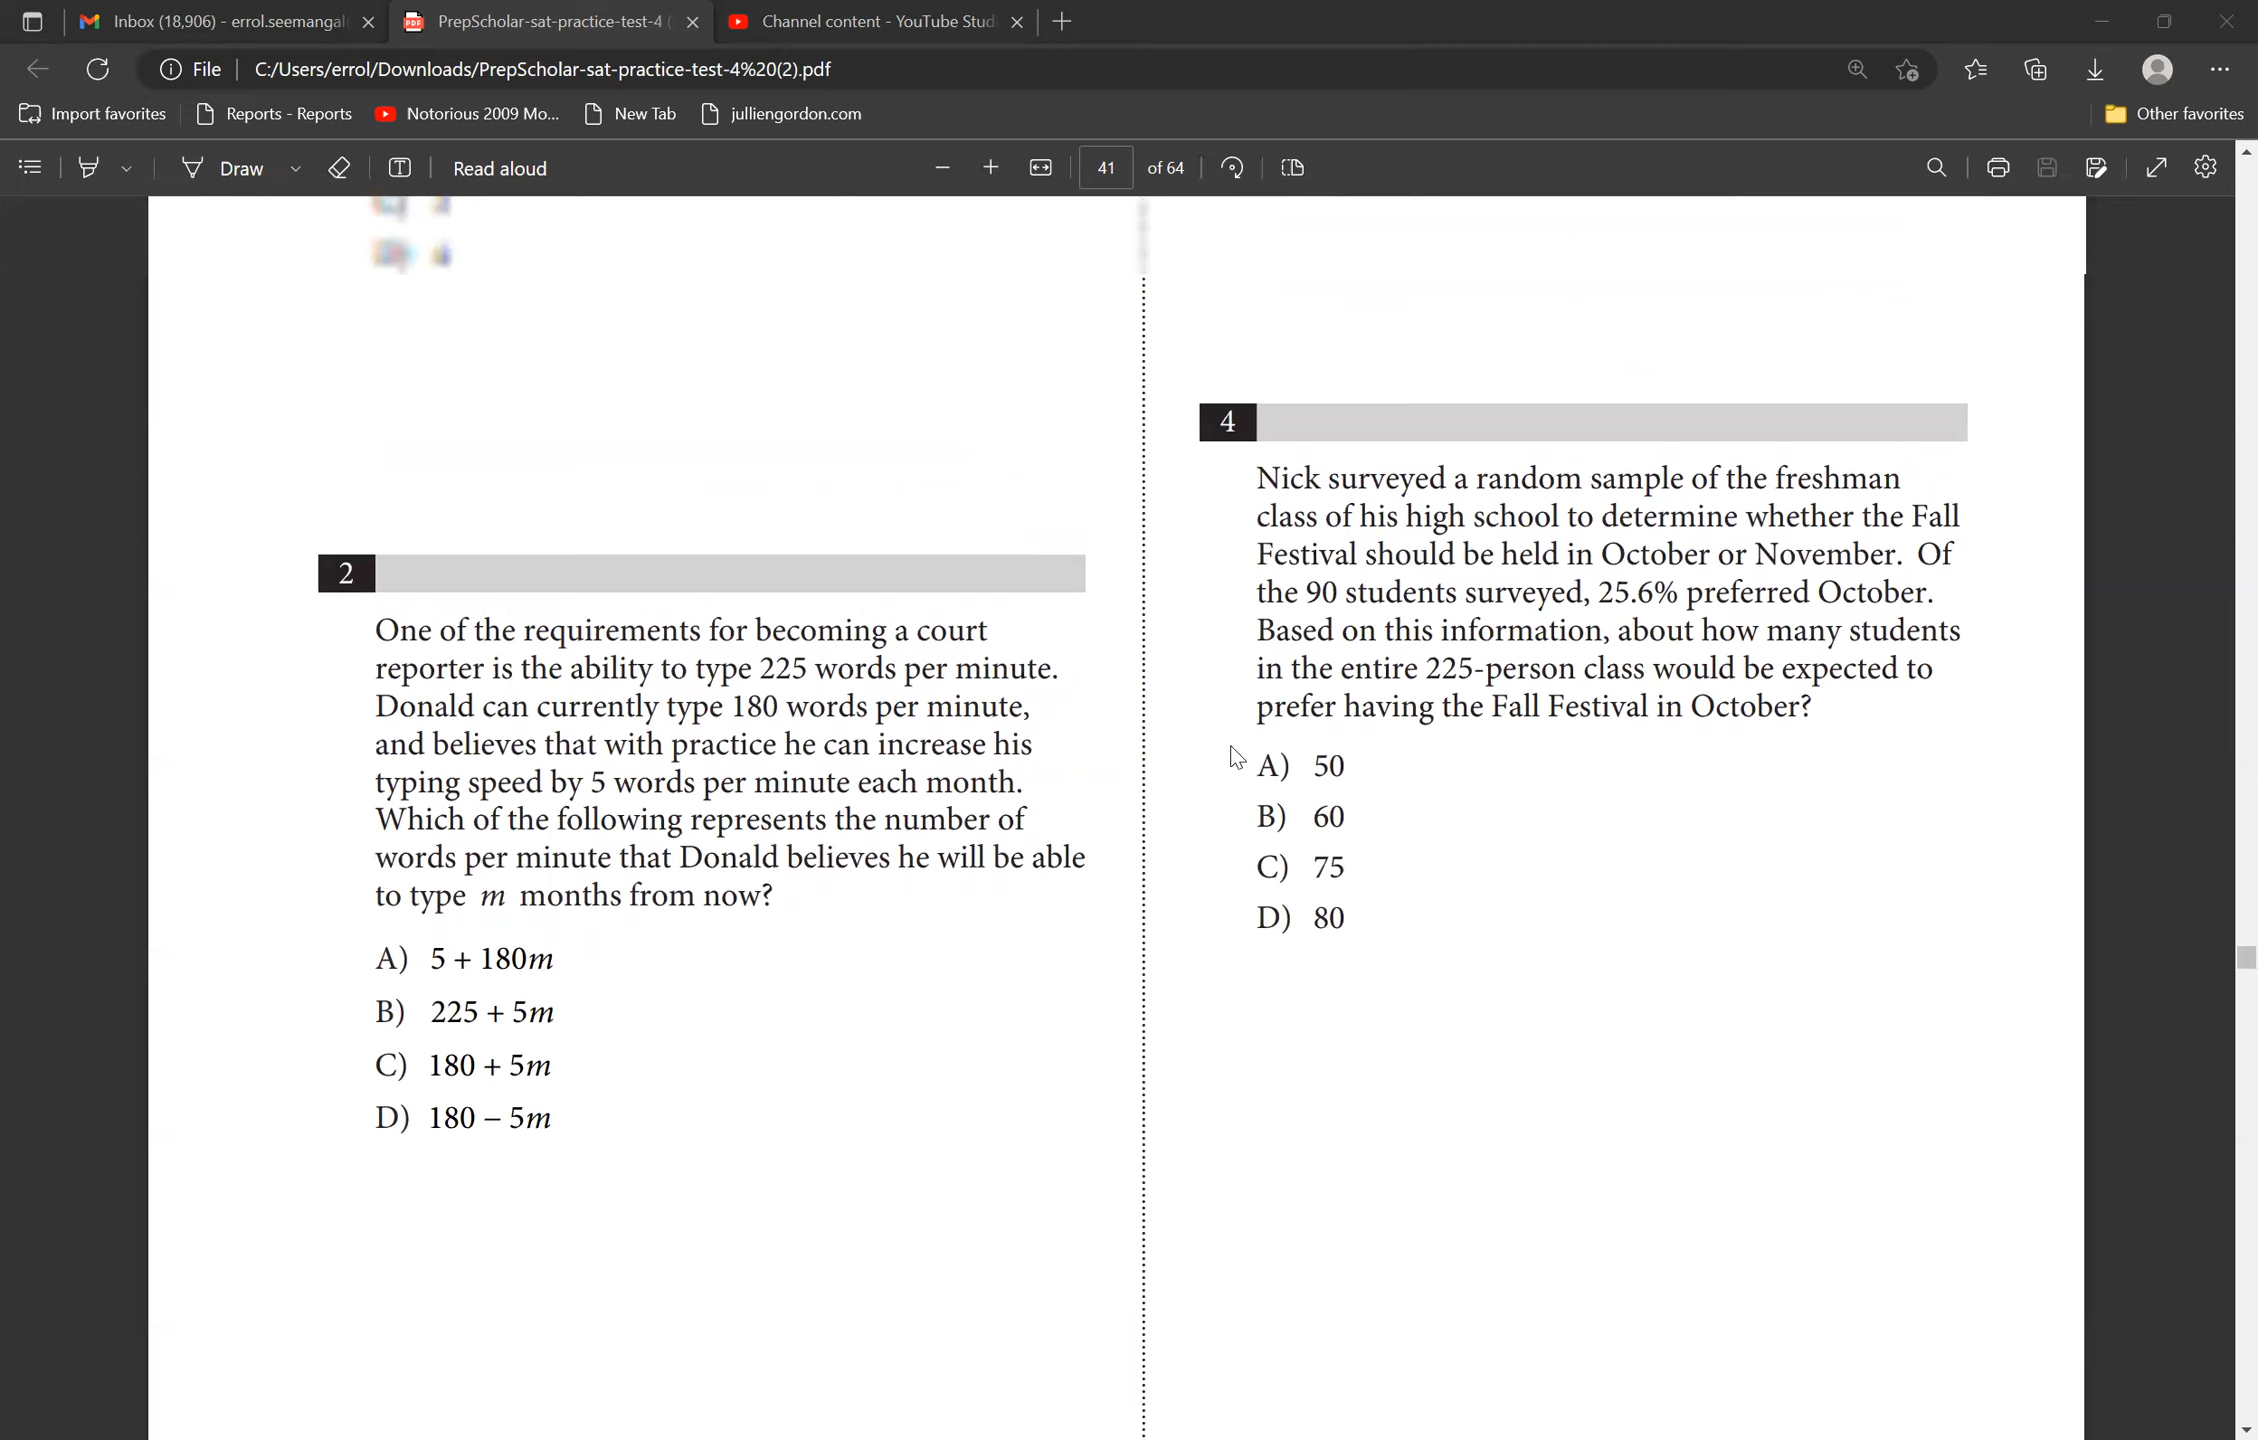 Inbox (18,906) - errol.seemangal
PrepScholar-sat-practice-test-4 (
Channel content - YouTube Studi
File
C:/Users/errol/Downloads/PrepScholar-sat-practice-test-4%20(2).pdf
Import favorites
Reports - Reports
Notorious 2009 Mo...
New Tab
julliengordon.com
Other favorites
Draw
Read aloud
41
of 64
2
One of the requirements for becoming a court
reporter is the ability to type 225 words per minute.
Donald can currently type 180 words per minute,
and believes that with practice he can increase his
typing speed by 5 words per minute each month.
Which of the following represents the number of
words per minute that Donald believes he will be able
to type m months from now?
A) 5 + 180m
B) 225 + 5m
C) 180 + 5m
D) 180 – 5m
4
Nick surveyed a random sample of the freshman
class of his high school to determine whether the Fall
Festival should be held in October or November. Of
the 90 students surveyed, 25.6% preferred October.
Based on this information, about how many students
in the entire 225-person class would be expected to
prefer having the Fall Festival in October?
A) 50
B) 60
C) 75
D) 80